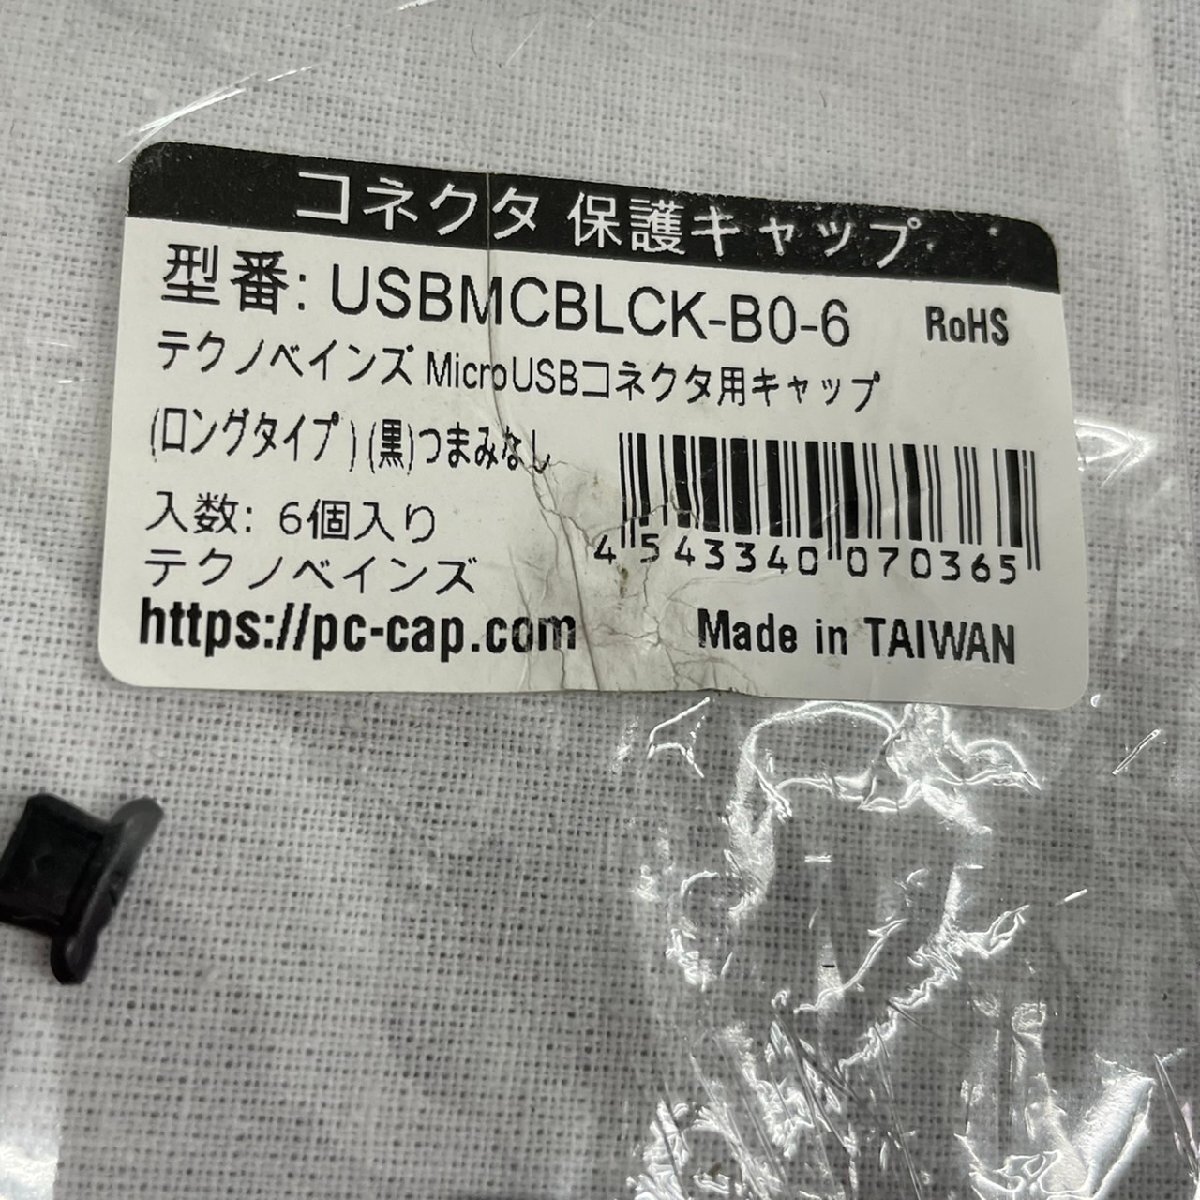 コネクタ 保護キャップ
型番: USBMCBLCK-B0-6 RoHS
テクノベインズ MicroUSBコネクタ用キャップ
(ロングタイプ)(黒)つまみなし
入数: 6個入り
4 543340 070365
テクノベインズ
https://pc-cap.com Made in TAIWAN